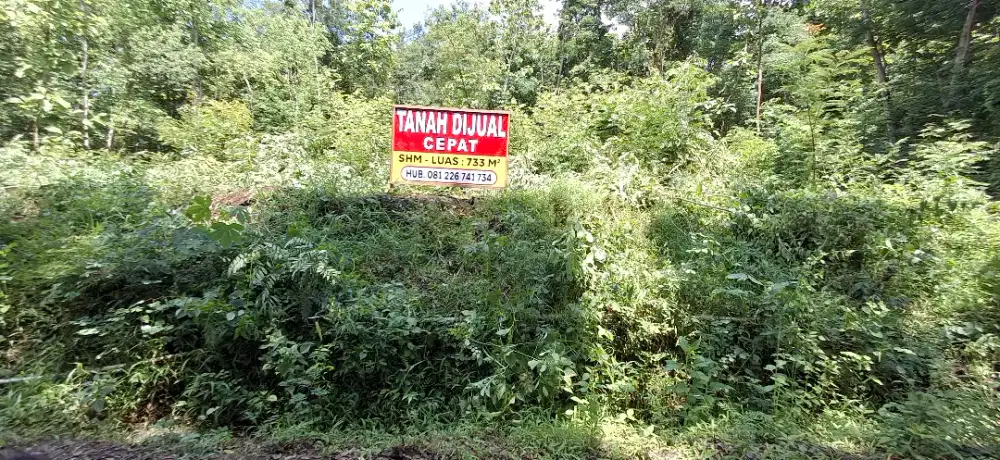 TANAH DIJUAL
CEPAT
SHM - LUAS : 733 M²
HUB. 081 226 741 734